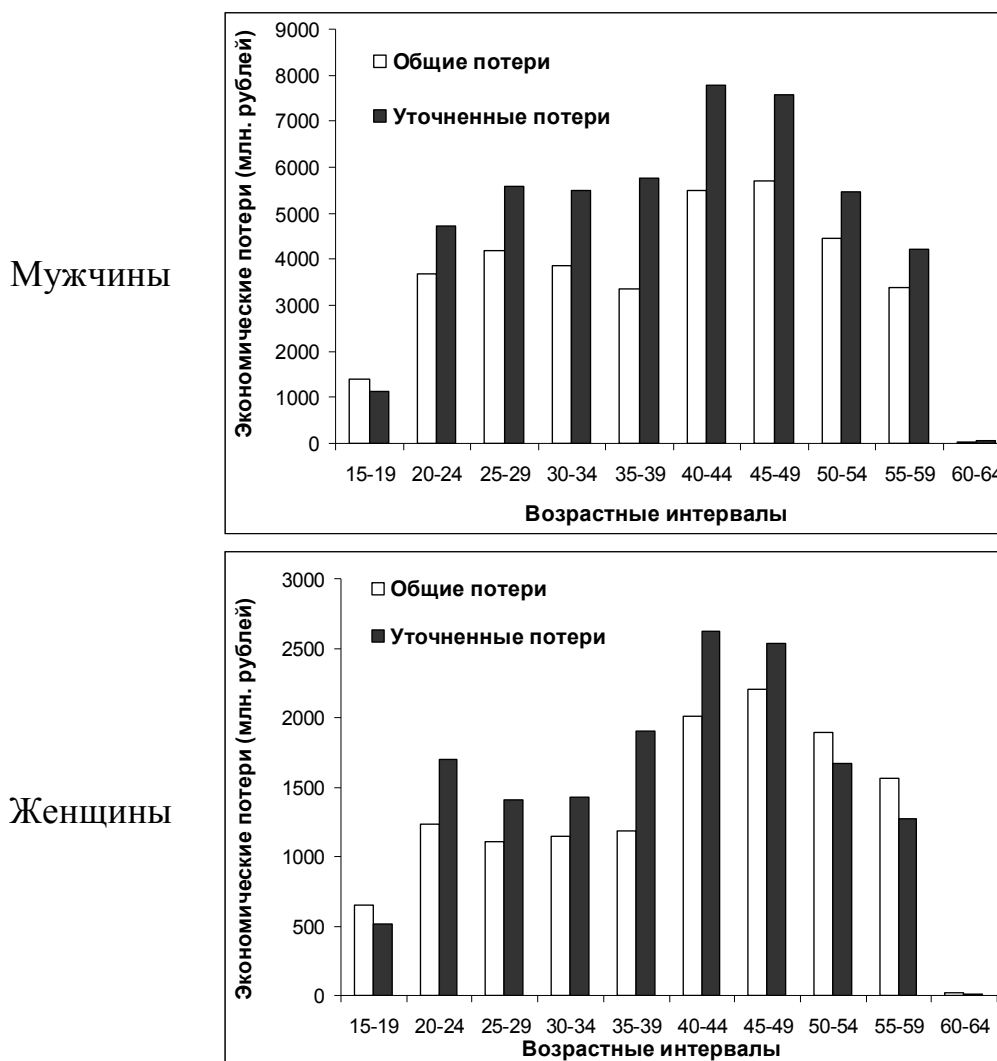 Мужчины
Экономические потери (млн. рублей)
9000
8000
7000
6000
5000
4000
3000
2000
1000
0
Общие потери
Уточненные потери
15-19 20-24 25-29 30-34 35-39 40-44 45-49 50-54 55-59 60-64
Возрастные интервалы
Женщины
Экономические потери (млн. рублей)
3000
2500
2000
1500
1000
500
0
Общие потери
Уточненные потери
15-19 20-24 25-29 30-34 35-39 40-44 45-49 50-54 55-59 60-64
Возрастные интервалы